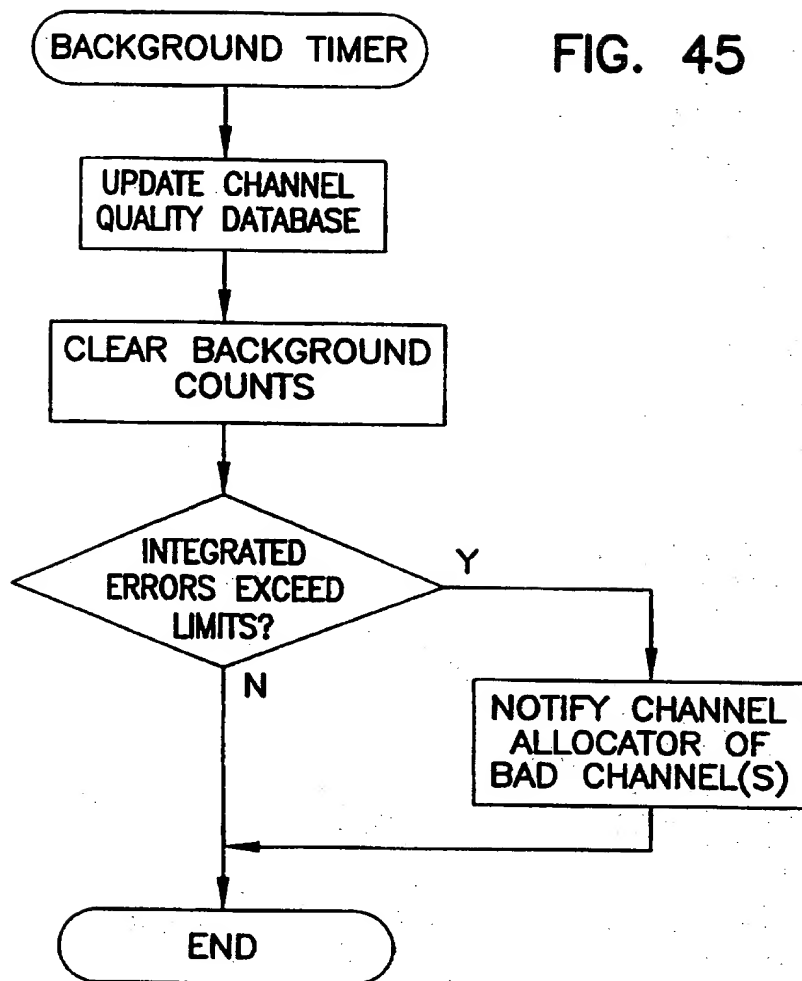 BACKGROUND TIMER
FIG. 45
UPDATE CHANNEL
QUALITY DATABASE
CLEAR BACKGROUND
COUNTS
INTEGRATED
ERRORS EXCEED
LIMITS?
Y
N
NOTIFY CHANNEL
ALLOCATOR OF
BAD CHANNEL(S)
END